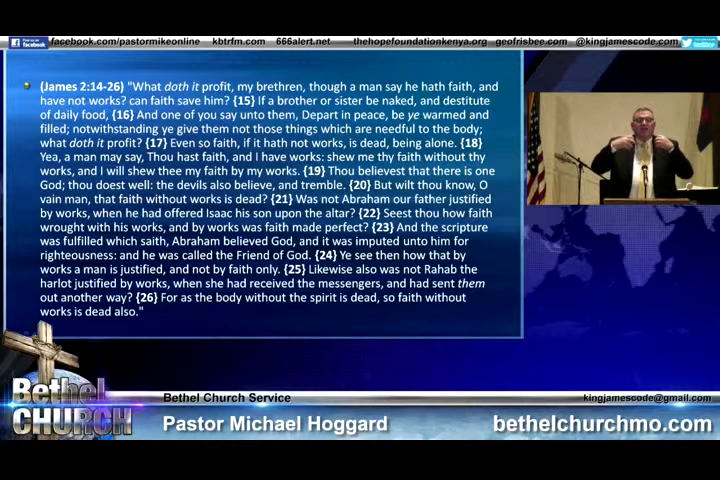 Find us on facebook facebook.com/pastormikeonline kbtrfm.com 666alert.net thehopefoundationkenya.org geofrisbee.com @kingjamescode twitter
(James 2:14-26) "What doth it profit, my brethren, though a man say he hath faith, and
have not works? can faith save him? {15} If a brother or sister be naked, and destitute
of daily food, {16} And one of you say unto them, Depart in peace, be ye warmed and
filled; notwithstanding ye give them not those things which are needful to the body;
what doth it profit? {17} Even so faith, if it hath not works, is dead, being alone. {18}
Yea, a man may say, Thou hast faith, and I have works: shew me thy faith without thy
works, and I will shew thee my faith by my works. {19} Thou believest that there is one
God; thou doest well: the devils also believe, and tremble. {20} But wilt thou know, O
vain man, that faith without works is dead? {21} Was not Abraham our father justified
by works, when he had offered Isaac his son upon the altar? {22} Seest thou how faith
wrought with his works, and by works was faith made perfect? {23} And the scripture
was fulfilled which saith, Abraham believed God, and it was imputed unto him for
righteousness: and he was called the Friend of God. {24} Ye see then how that by
works a man is justified, and not by faith only. {25} Likewise also was not Rahab the
harlot justified by works, when she had received the messengers, and had sent them
out another way? {26} For as the body without the spirit is dead, so faith without
works is dead also."
Bethel
CHURCH
Bethel Church Service kingjamescode@gmail.com
Pastor Michael Hoggard bethelchurchmo.com